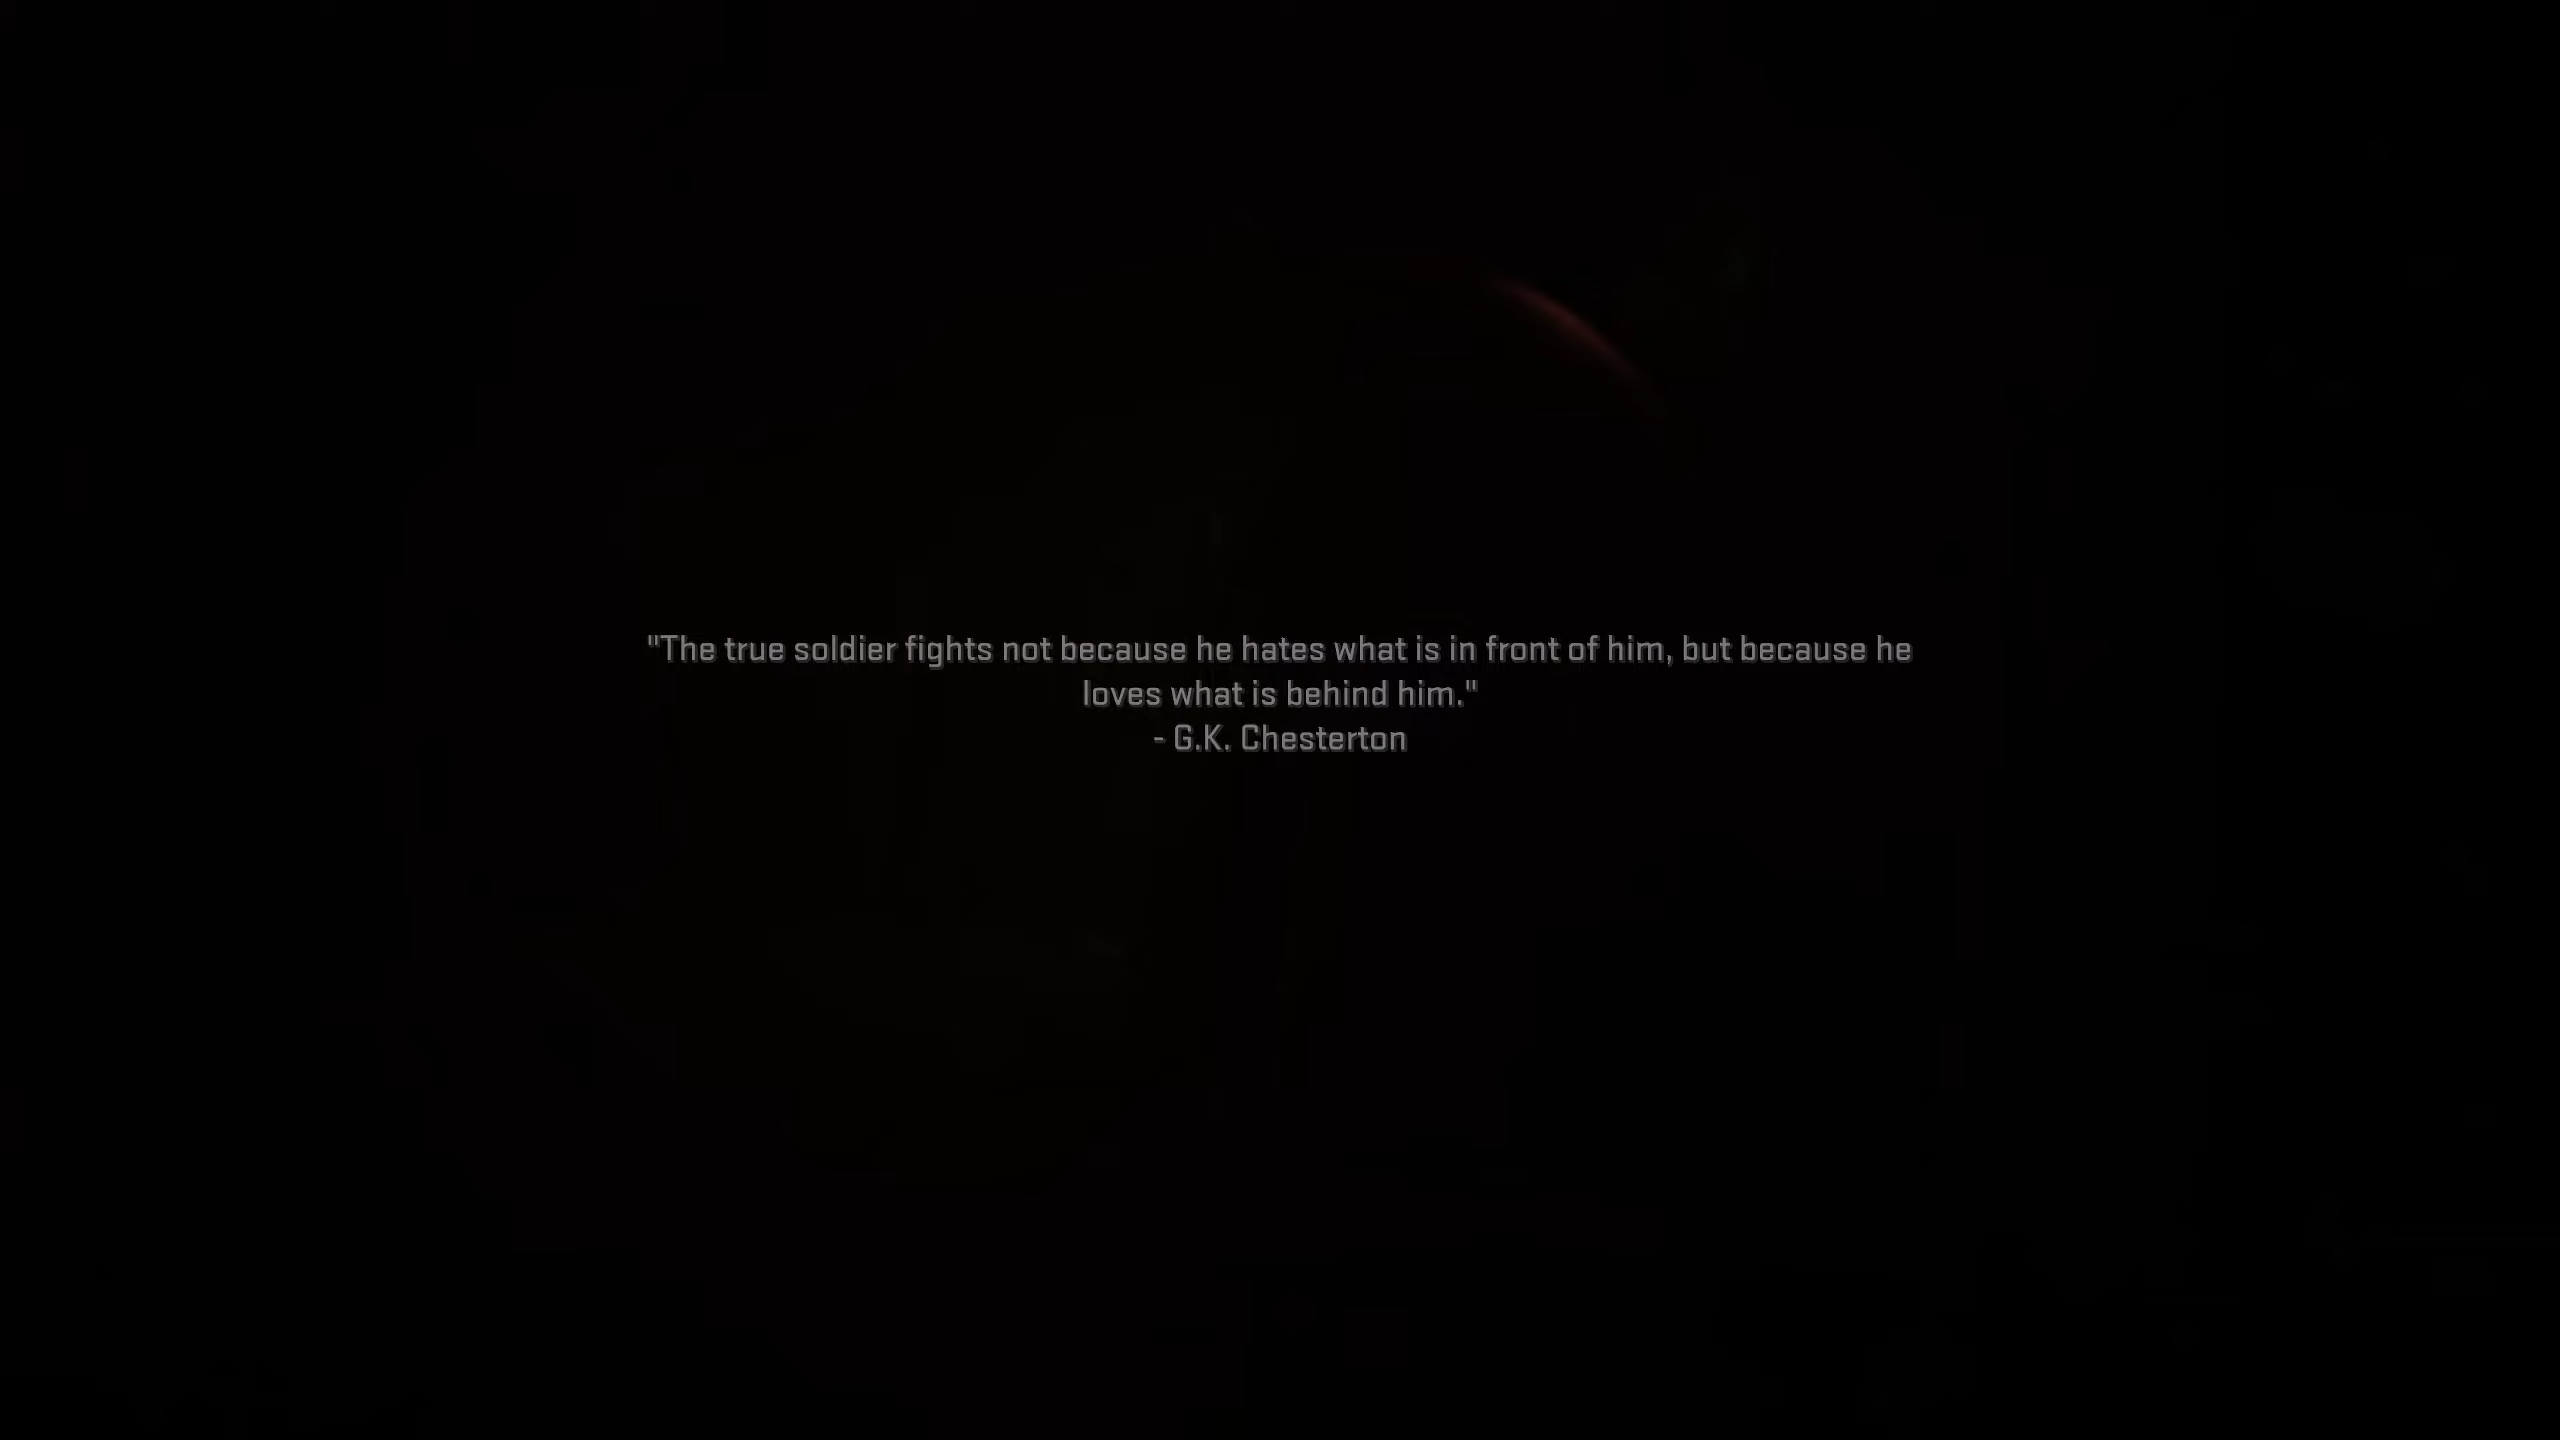 "The true soldier fights not because he hates what is in front of him, but because he
loves what is behind him."
- G.K. Chesterton